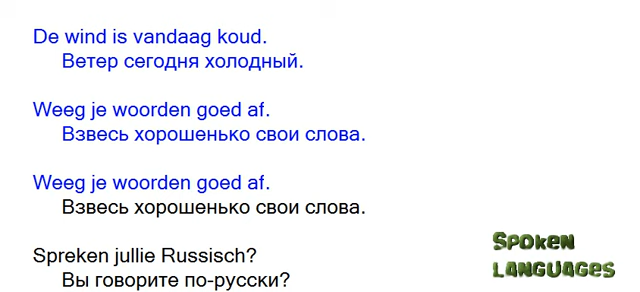 De wind is vandaag koud.
Ветер сегодня холодный.
Weeg je woorden goed af.
Взвесь хорошенько свои слова.
Weeg je woorden goed af.
Взвесь хорошенько свои слова.
Spreken jullie Russisch?
Вы говорите по-русски?
Spoken
Languages